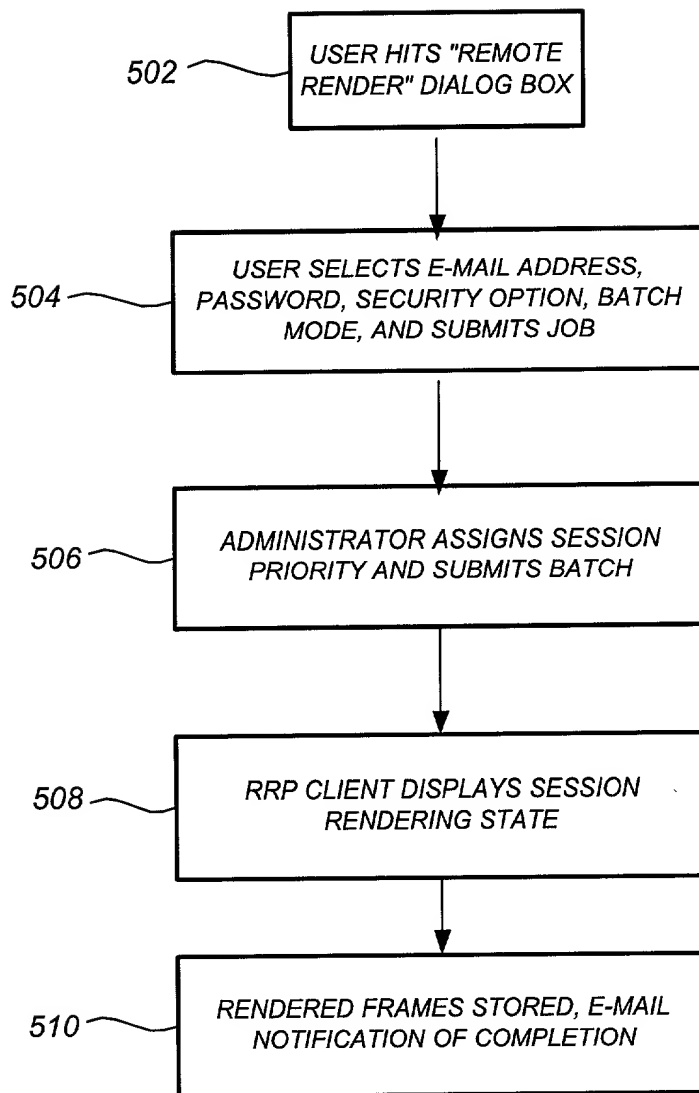 502
USER HITS "REMOTE
RENDER" DIALOG BOX
504
USER SELECTS E-MAIL ADDRESS,
PASSWORD, SECURITY OPTION, BATCH
MODE, AND SUBMITS JOB
506
ADMINISTRATOR ASSIGNS SESSION
PRIORITY AND SUBMITS BATCH
508
RRP CLIENT DISPLAYS SESSION
RENDERING STATE
510
RENDERED FRAMES STORED, E-MAIL
NOTIFICATION OF COMPLETION